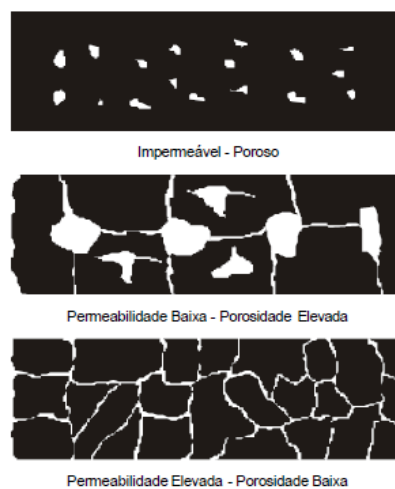 Impermeável - Poroso
Permeabilidade Baixa - Porosidade Elevada
Permeabilidade Elevada - Porosidade Baixa